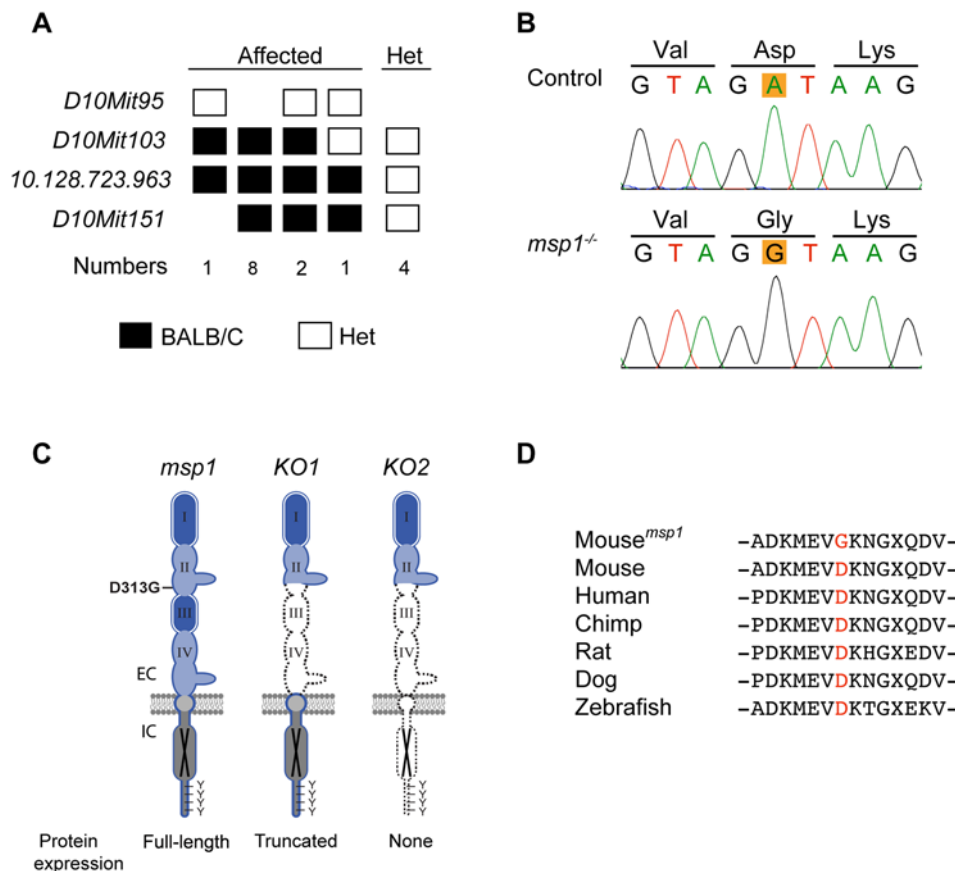 A
Affected Het
D10Mit95
D10Mit103
10.128.723.963
D10Mit151
Numbers 1 8 2 1 4
BALB/C Het
B
Val Asp Lys
Control G T A G A T A A G
Val Gly Lys
msp1-/- G T A G G T A A G
C
msp1 KO1 KO2
I I I
II II II
D313G
III III III
IV IV IV
EC
IC
Y Y Y
Y Y Y
Y Y Y
Y Y Y
Protein expression Full-length Truncated None
D
Mouse msp1 –ADKMEVGKNGXQDV–
Mouse –ADKMEVDKNGXQDV–
Human –PDKMEVDKNGXQDV–
Chimp –PDKMEVDKNGXQDV–
Rat –PDKMEVDKHGXEDV–
Dog –PDKMEVDKNGXQDV–
Zebrafish –ADKMEVDKTGXEKV–